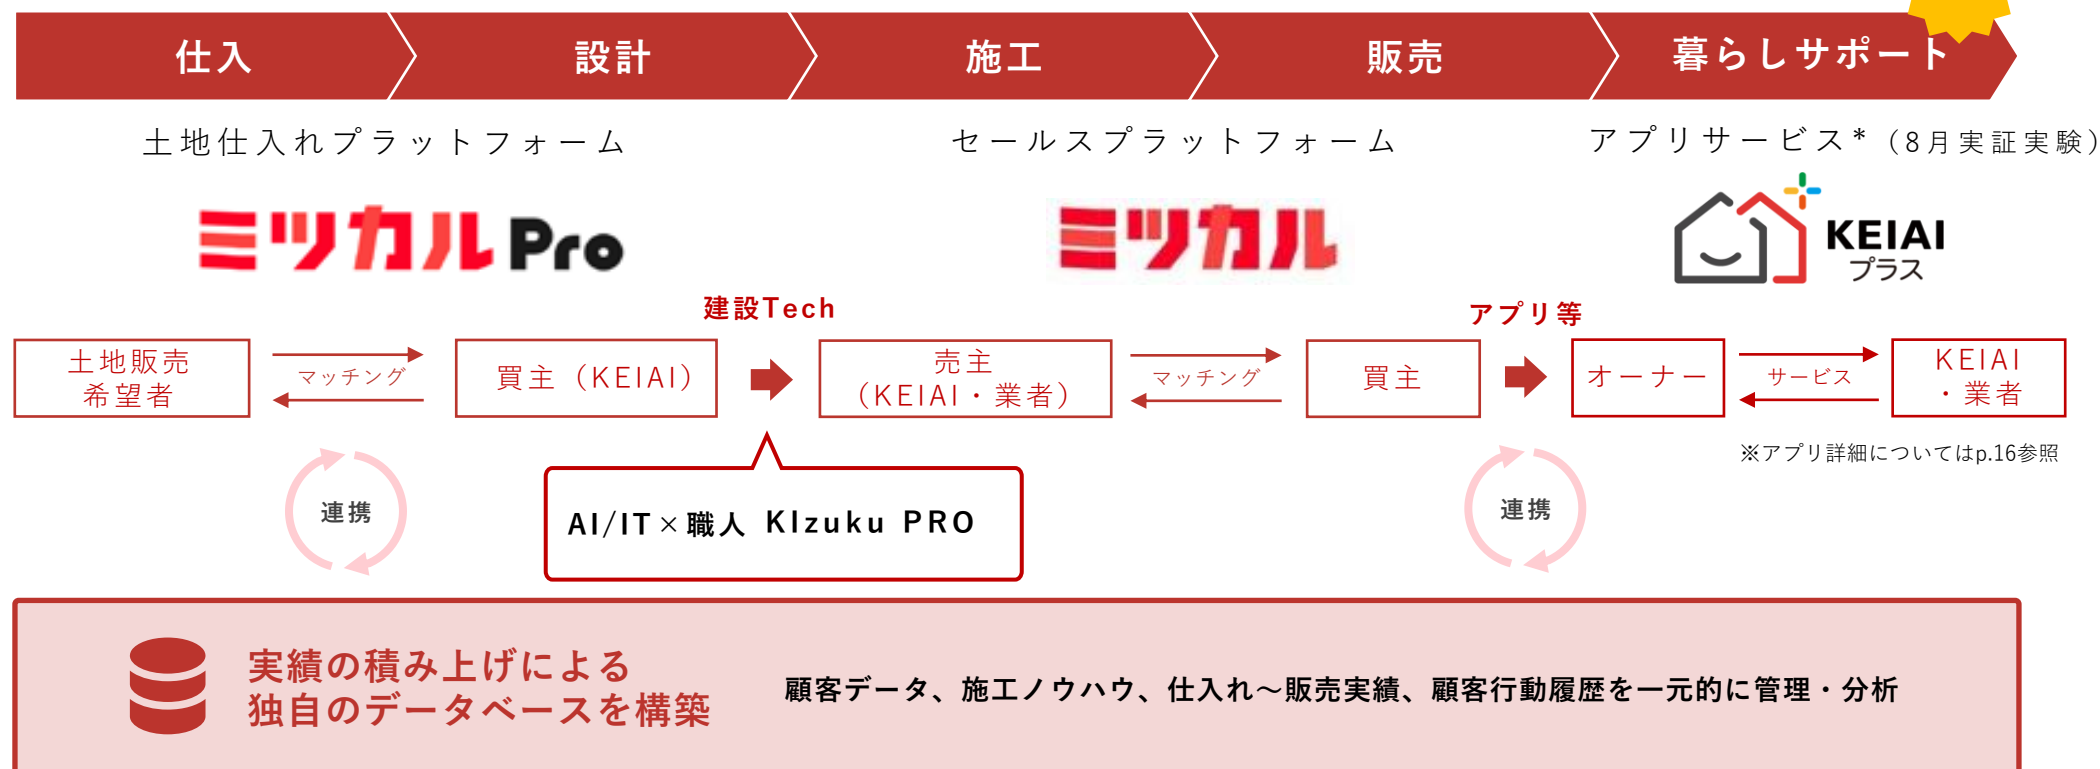 仕入
設計
施工
販売
暮らしサポート
土地仕入れプラットフォーム
セールスプラットフォーム
アプリサービス*（8月実証実験）
ミツカルPro
ミツカル
KEIAI
プラス
建設Tech
アプリ等
土地販売
希望者
マッチング
買主（KEIAI）
売主
（KEIAI・業者）
マッチング
買主
オーナー
サービス
KEIAI
・業者
※アプリ詳細についてはp.16参照
連携
AI/IT×職人 KIzuku PRO
連携
実績の積み上げによる
独自のデータベースを構築
顧客データ、施工ノウハウ、仕入れ～販売実績、顧客行動履歴を一元的に管理・分析